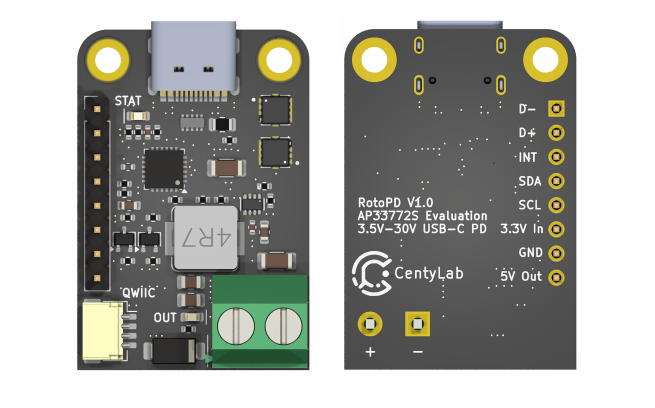 STAT
4R7
QWIIC
OUT
D-
D+
INT
SDA
SCL
RotoPD V1.0
AP33772S Evaluation
3.5V-30V USB-C PD
3.3V In
GND
CentyLab
5V Out
+
-